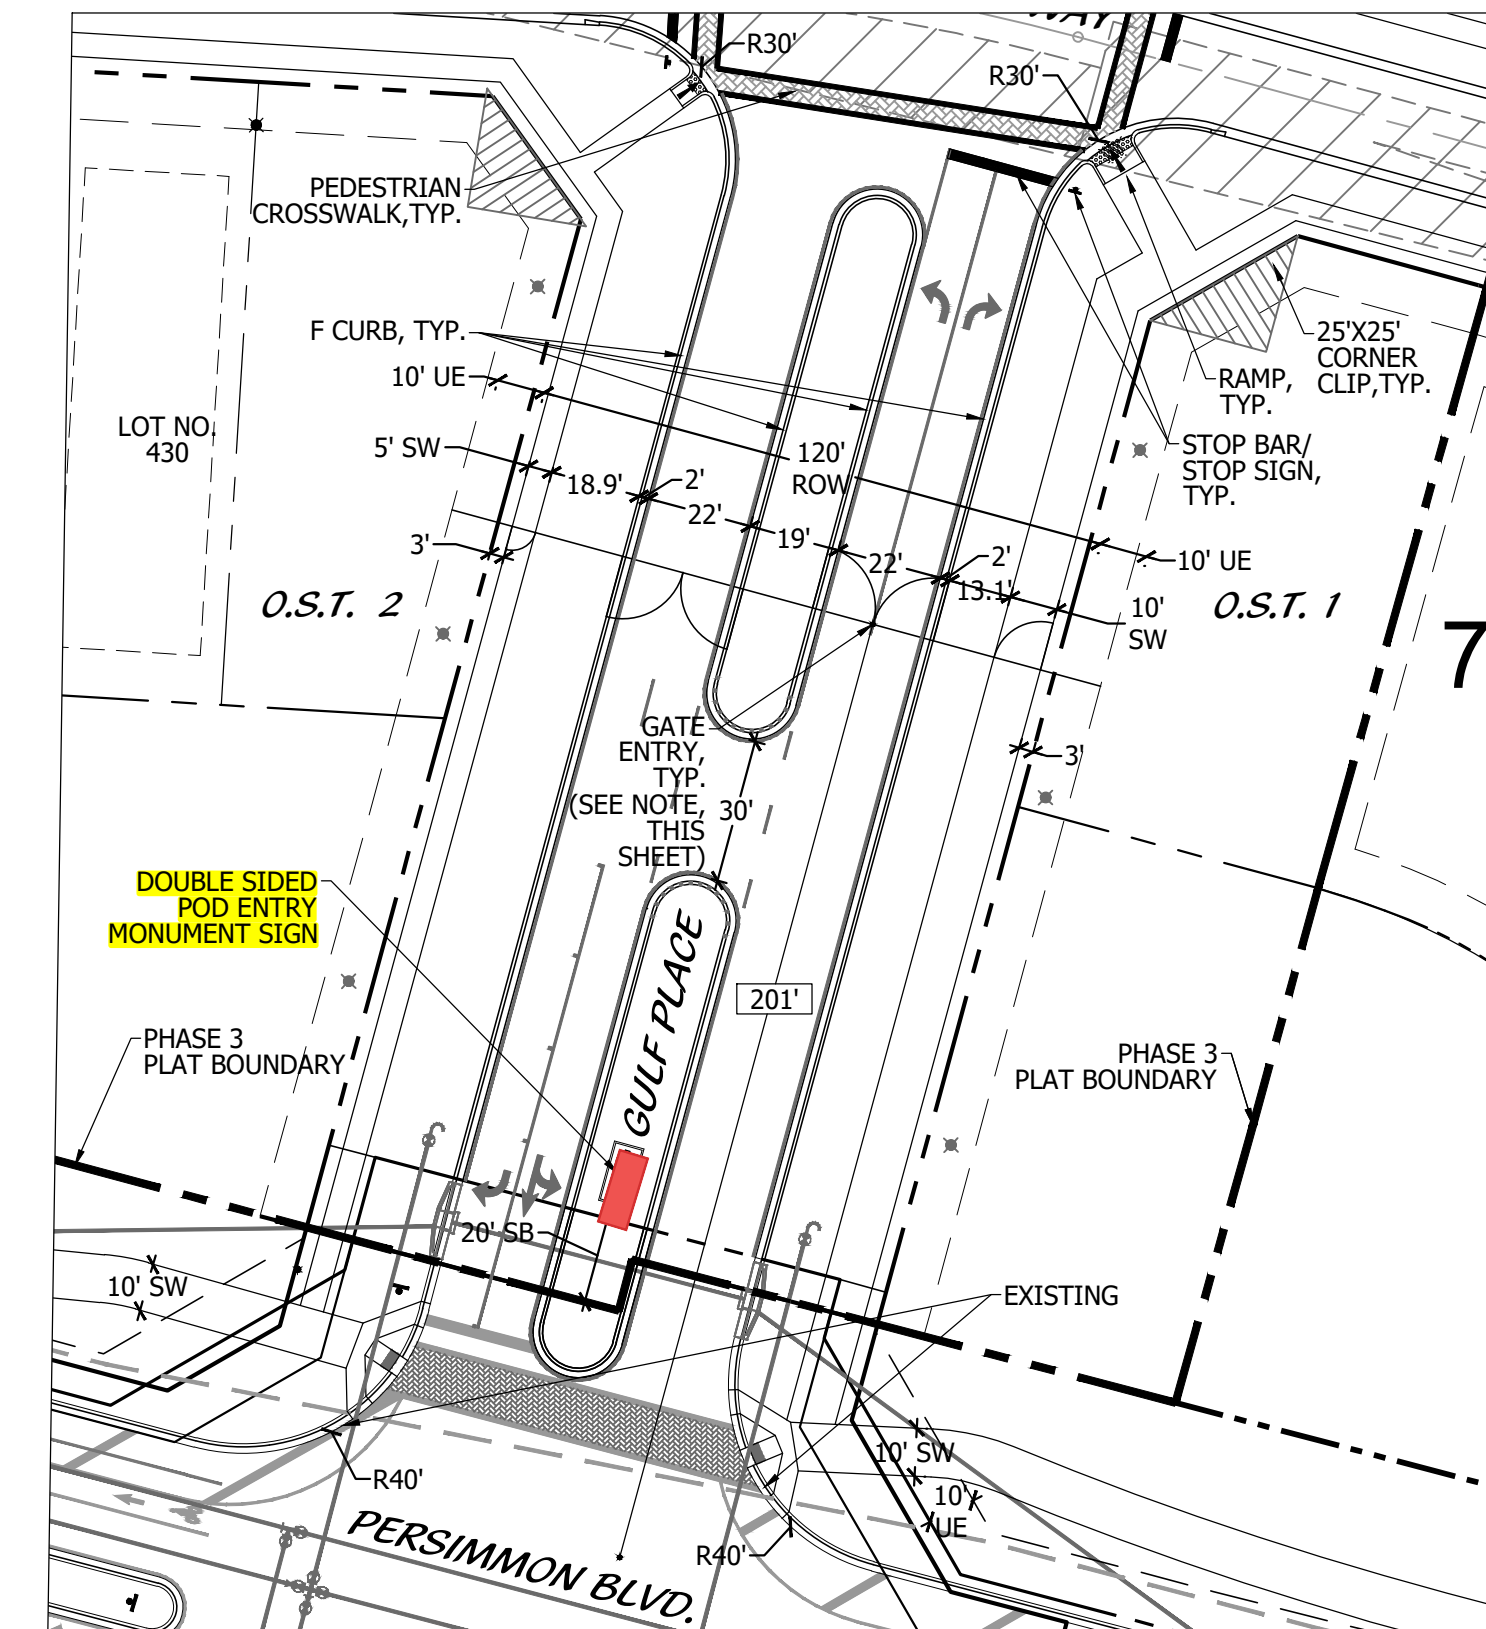 WAY
R30'
R30'
PEDESTRIAN
CROSSWALK,TYP.
F CURB, TYP.
25'X25'
CORNER
CLIP,TYP.
10' UE
RAMP,
TYP.
LOT NO.
430
5' SW
120'
ROW
STOP BAR/
STOP SIGN,
TYP.
18.9'
2'
22'
19'
22'
2'
13.1'
3'
10' UE
10'
SW
O.S.T. 2
O.S.T. 1
7
GATE
ENTRY,
TYP.
(SEE NOTE,
THIS
SHEET)
30'
3'
DOUBLE SIDED
POD ENTRY
MONUMENT SIGN
GULF PLACE
201'
PHASE 3
PLAT BOUNDARY
PHASE 3
PLAT BOUNDARY
20' SB
10' SW
EXISTING
R40'
10' SW
10'
UE
R40'
PERSIMMON BLVD.